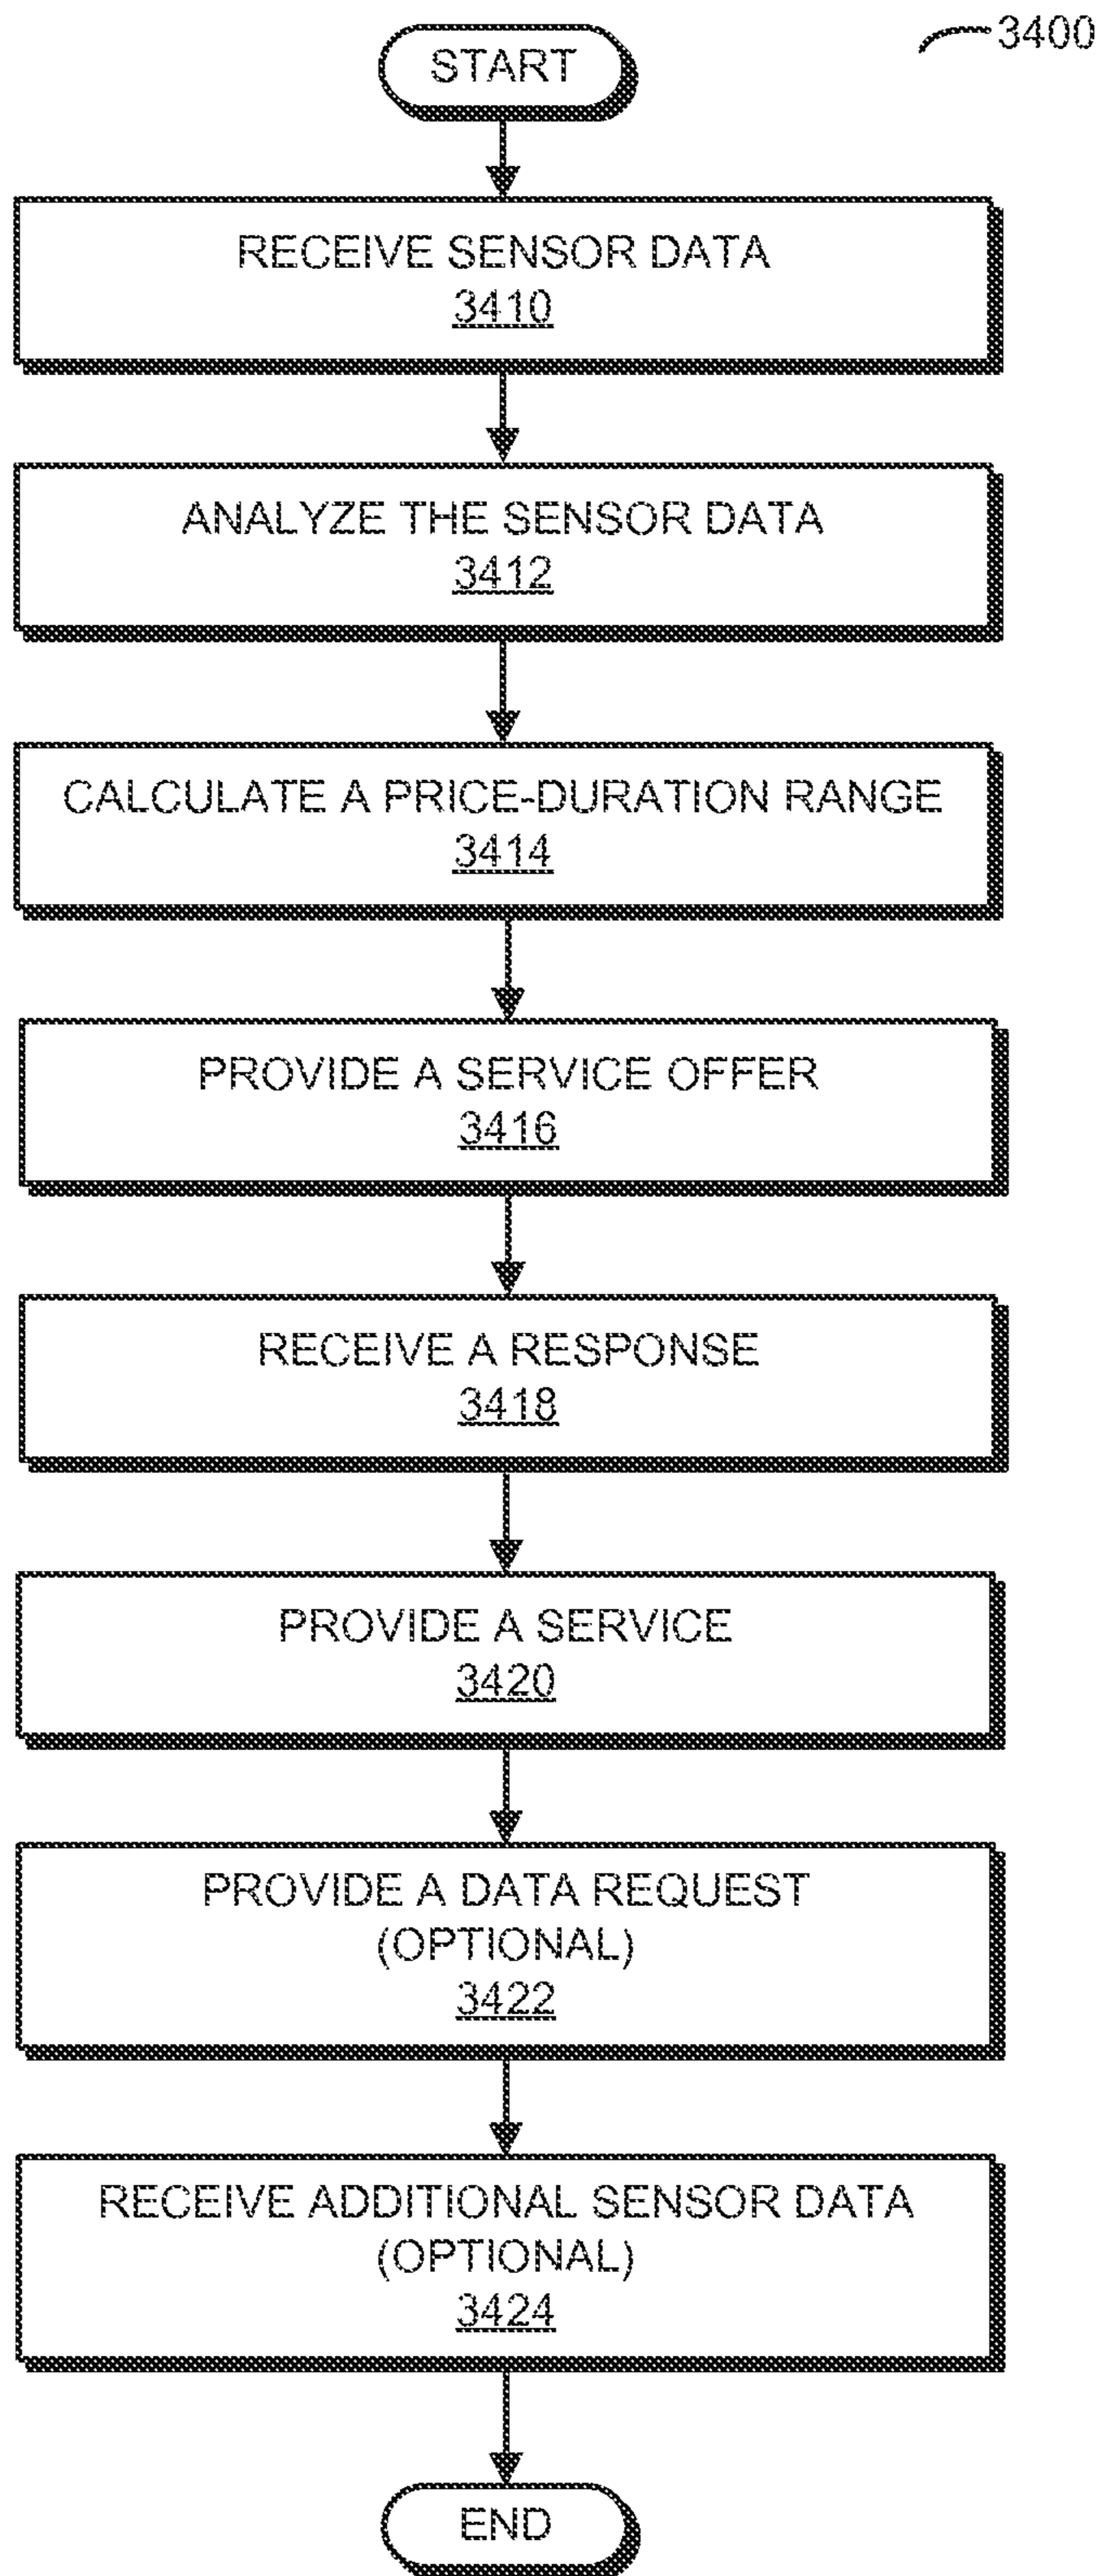 3400
START
RECEIVE SENSOR DATA
3410
ANALYZE THE SENSOR DATA
3412
CALCULATE A PRICE-DURATION RANGE
3414
PROVIDE A SERVICE OFFER
3416
RECEIVE A RESPONSE
3418
PROVIDE A SERVICE
3420
PROVIDE A DATA REQUEST
(OPTIONAL)
3422
RECEIVE ADDITIONAL SENSOR DATA
(OPTIONAL)
3424
END